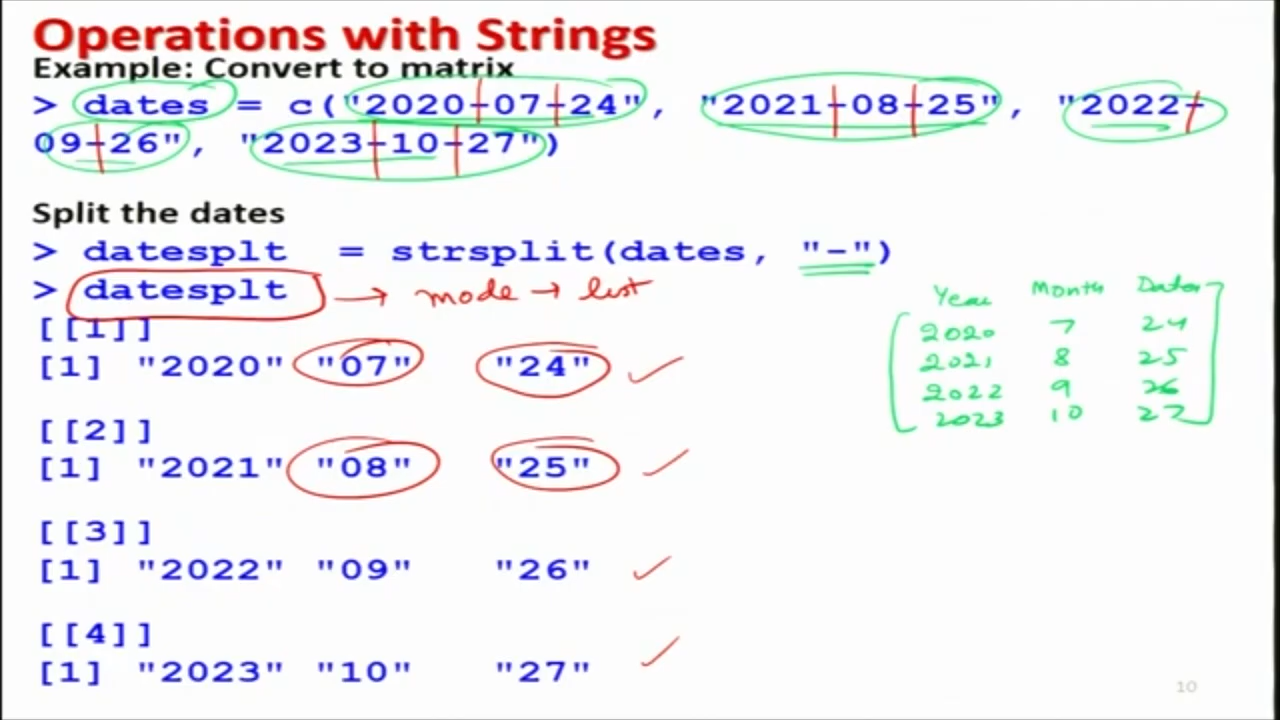 Operations with Strings
Example: Convert to matrix
> dates = c("2020-07-24", "2021-08-25", "2022-
09-26", "2023-10-27")
Split the dates
> datesplt = strsplit(dates, "-")
> datesplt → mode → list
[[1]]
[1] "2020" "07" "24"
[[2]]
[1] "2021" "08" "25"
[[3]]
[1] "2022" "09" "26"
[[4]]
[1] "2023" "10" "27"
Year Month Dates
2020 7 24
2021 8 25
2022 9 26
2023 10 27
10